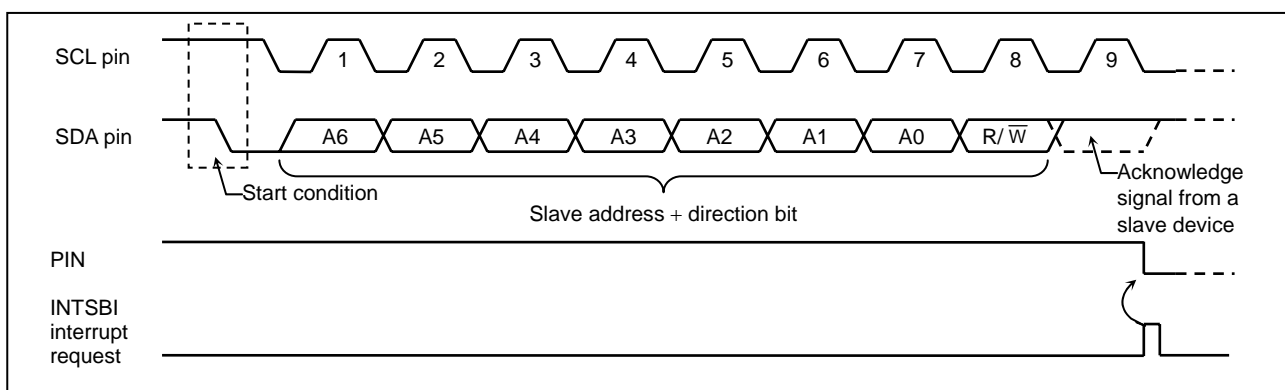 SCL pin
1 2 3 4 5 6 7 8 9
SDA pin
A6 A5 A4 A3 A2 A1 A0 R/W̅
Start condition
Slave address + direction bit
Acknowledge
signal from a
slave device
PIN
INTSBI
interrupt
request